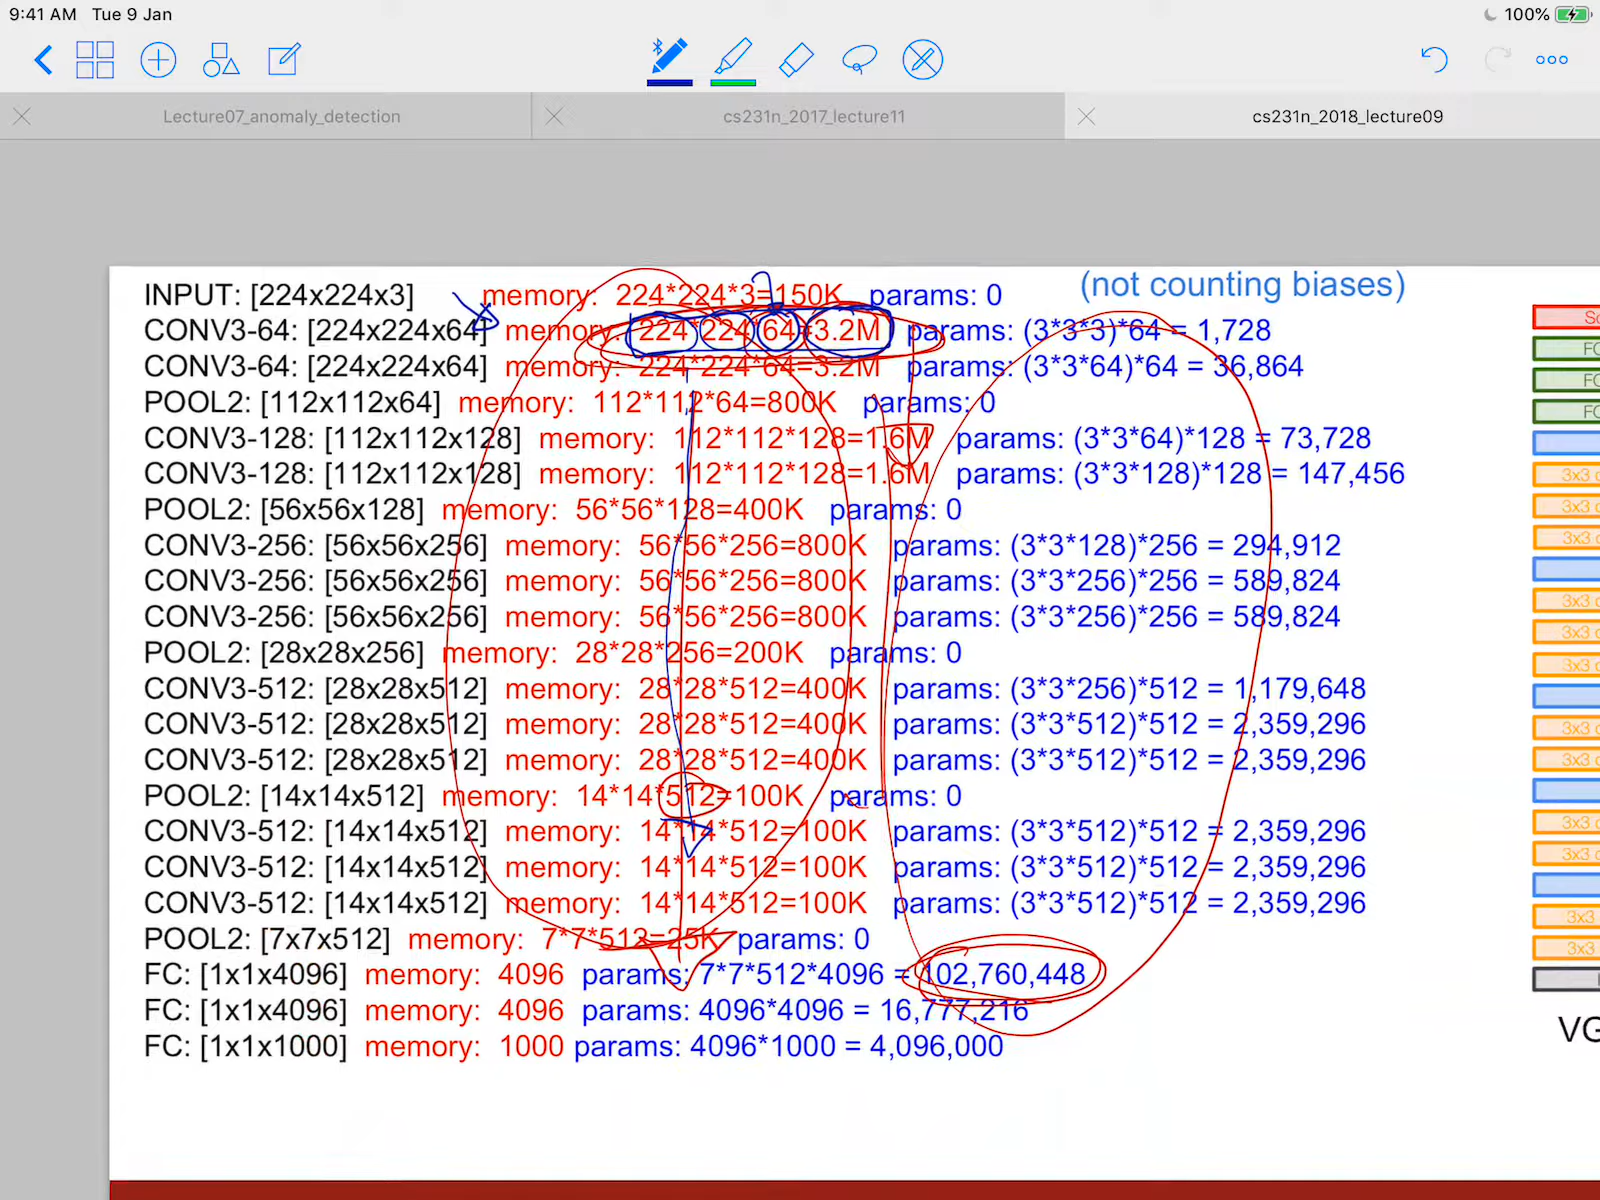 9:41 AM Tue 9 Jan 100%
Lecture07_anomaly_detection cs231n_2017_lecture11 cs231n_2018_lecture09
(not counting biases)
INPUT: [224x224x3] memory: 224*224*3=150K params: 0
CONV3-64: [224x224x64] memory: 224*224*64=3.2M params: (3*3*3)*64 = 1,728
CONV3-64: [224x224x64] memory: 224*224*64=3.2M params: (3*3*64)*64 = 36,864
POOL2: [112x112x64] memory: 112*112*64=800K params: 0
CONV3-128: [112x112x128] memory: 112*112*128=1.6M params: (3*3*64)*128 = 73,728
CONV3-128: [112x112x128] memory: 112*112*128=1.6M params: (3*3*128)*128 = 147,456
POOL2: [56x56x128] memory: 56*56*128=400K params: 0
CONV3-256: [56x56x256] memory: 56*56*256=800K params: (3*3*128)*256 = 294,912
CONV3-256: [56x56x256] memory: 56*56*256=800K params: (3*3*256)*256 = 589,824
CONV3-256: [56x56x256] memory: 56*56*256=800K params: (3*3*256)*256 = 589,824
POOL2: [28x28x256] memory: 28*28*256=200K params: 0
CONV3-512: [28x28x512] memory: 28*28*512=400K params: (3*3*256)*512 = 1,179,648
CONV3-512: [28x28x512] memory: 28*28*512=400K params: (3*3*512)*512 = 2,359,296
CONV3-512: [28x28x512] memory: 28*28*512=400K params: (3*3*512)*512 = 2,359,296
POOL2: [14x14x512] memory: 14*14*512=100K params: 0
CONV3-512: [14x14x512] memory: 14*14*512=100K params: (3*3*512)*512 = 2,359,296
CONV3-512: [14x14x512] memory: 14*14*512=100K params: (3*3*512)*512 = 2,359,296
CONV3-512: [14x14x512] memory: 14*14*512=100K params: (3*3*512)*512 = 2,359,296
POOL2: [7x7x512] memory: 7*7*512=25K params: 0
FC: [1x1x4096] memory: 4096 params: 7*7*512*4096 = 102,760,448
FC: [1x1x4096] memory: 4096 params: 4096*4096 = 16,777,216
FC: [1x1x1000] memory: 1000 params: 4096*1000 = 4,096,000
FC
FC
FC
3x3
3x3
3x3
3x3
3x3
3x3
3x3
3x3
3x3
3x3
3x3
3x3
VG